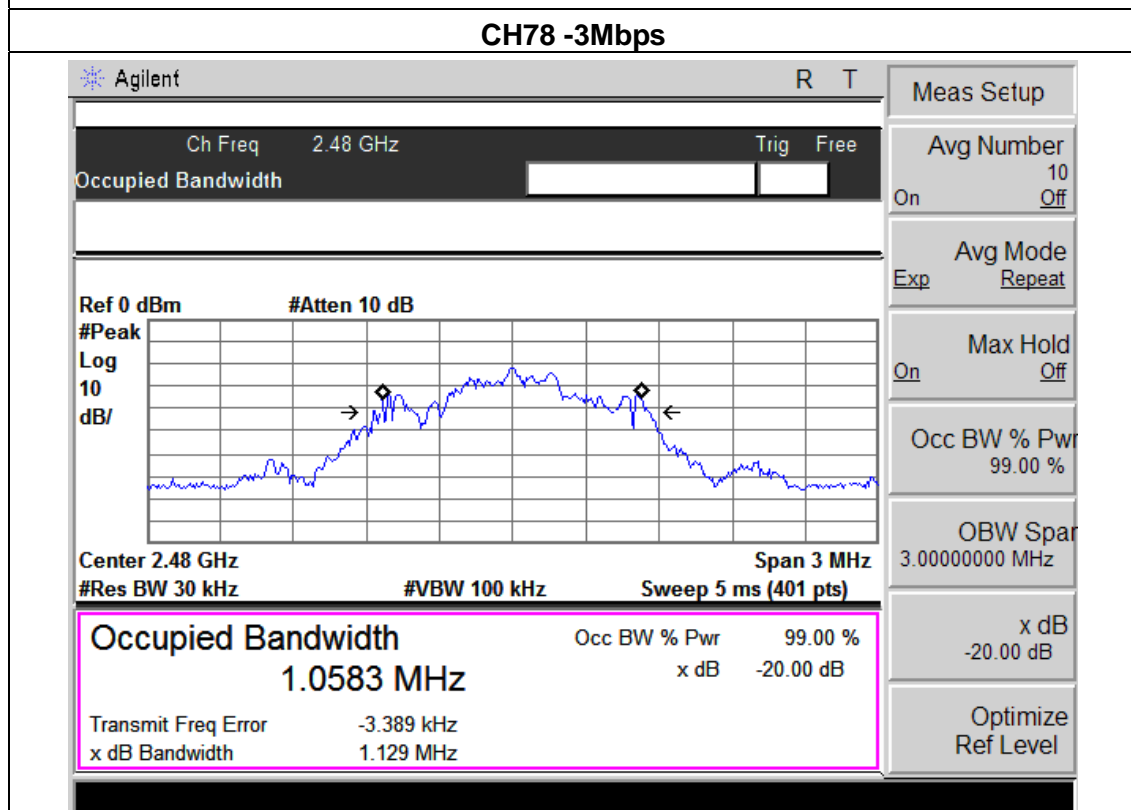 CH78 -3Mbps
Agilent
R T
Ch Freq 2.48 GHz Trig Free
Occupied Bandwidth
Ref 0 dBm #Atten 10 dB
#Peak
Log
10
dB/
Center 2.48 GHz Span 3 MHz
#Res BW 30 kHz #VBW 100 kHz Sweep 5 ms (401 pts)
Occupied Bandwidth
1.0583 MHz
Occ BW % Pwr 99.00 %
x dB -20.00 dB
Transmit Freq Error -3.389 kHz
x dB Bandwidth 1.129 MHz
Meas Setup
Avg Number
10
On Off
Avg Mode
Exp Repeat
Max Hold
On Off
Occ BW % Pwr
99.00 %
OBW Spar
3.00000000 MHz
x dB
-20.00 dB
Optimize
Ref Level